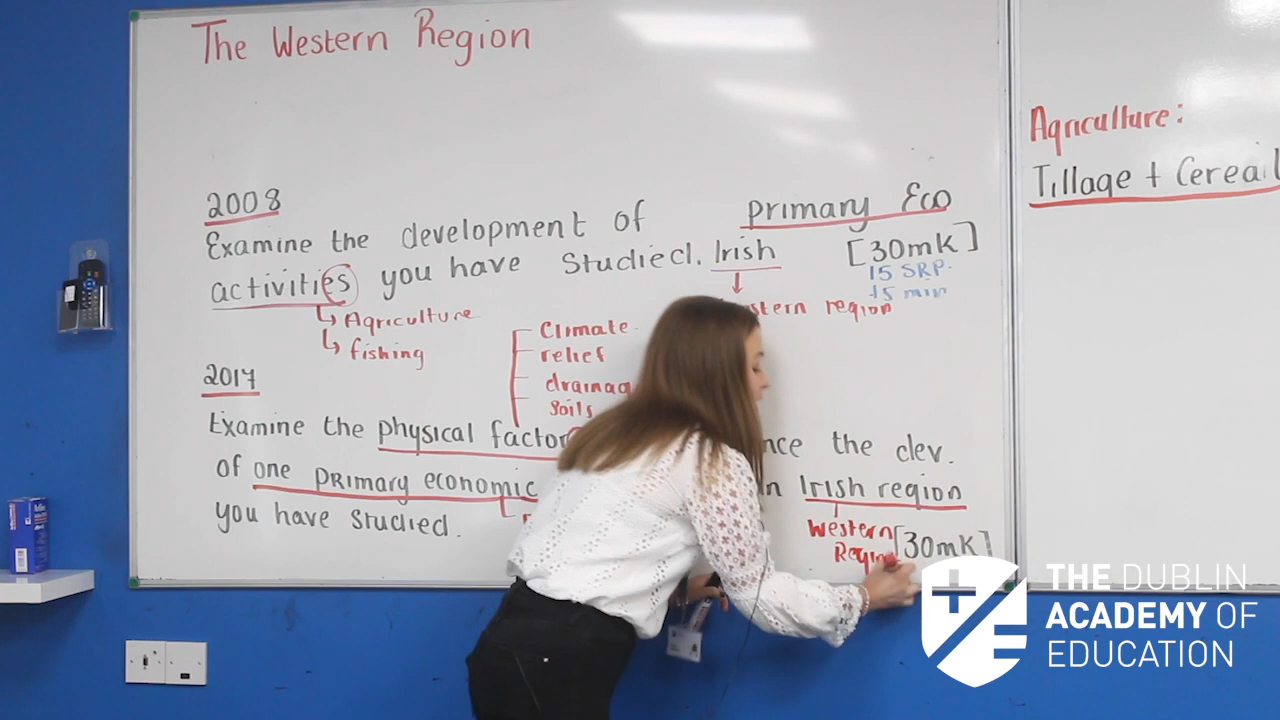 The Western Region
2008
Examine the development of primary Eco
activities you have Studied. Irish [30mk]
15 SRP.
15 min
Western region
↳ Agriculture
↳ fishing
Climate
relief
drainag
Soils
2017
Examine the physical factor nce the dev.
of one primary economic n Irish region
you have studied.
Western
Regi
[30mk]
Agriculture:
Tillage + Cereal
THE DUBLIN
ACADEMY OF
EDUCATION